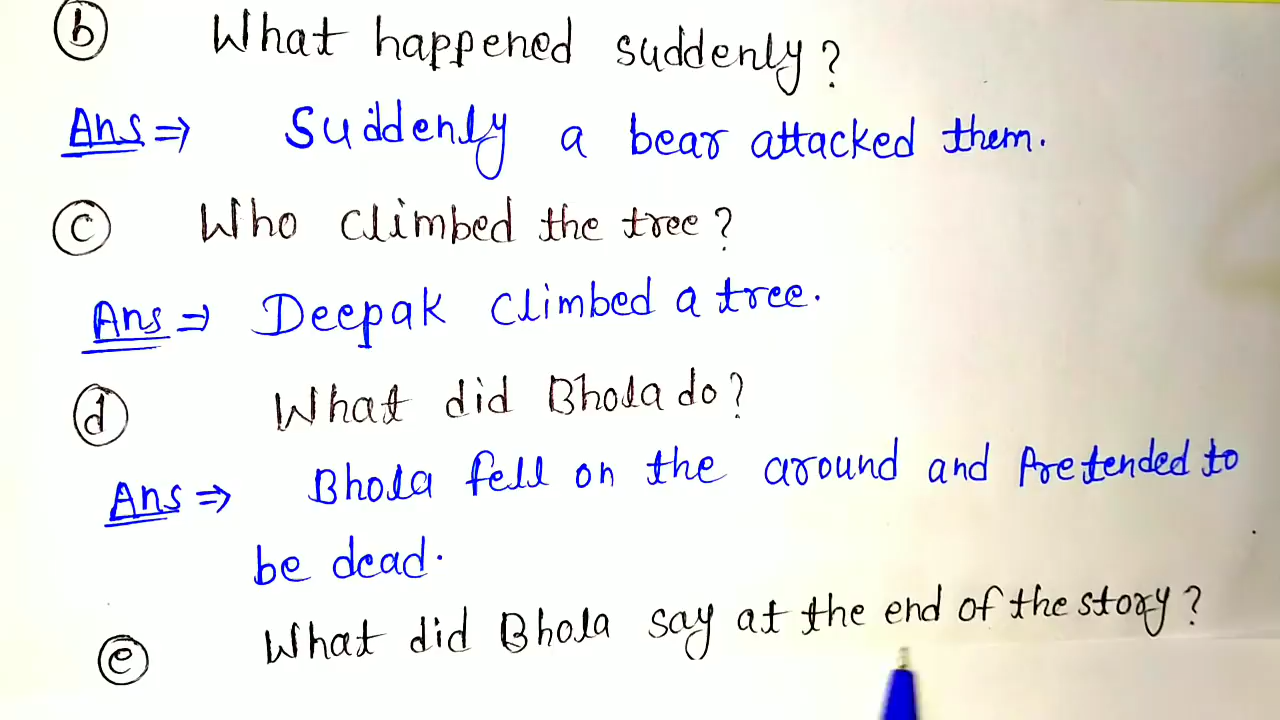 b What happened suddenly?
Ans ⇒ Suddenly a bear attacked them.
c Who climbed the tree?
Ans ⇒ Deepak climbed a tree.
d What did Bhola do?
Ans ⇒ Bhola fell on the around and Pretended to
be dead.
e What did Bhola say at the end of the story?